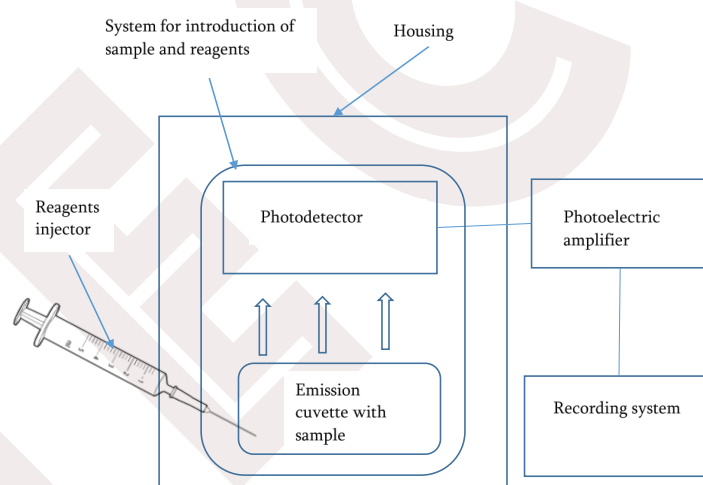 System for introduction of
sample and reagents
Housing
Reagents
injector
Photodetector
Photoelectric
amplifier
Emission
cuvette with
sample
Recording system